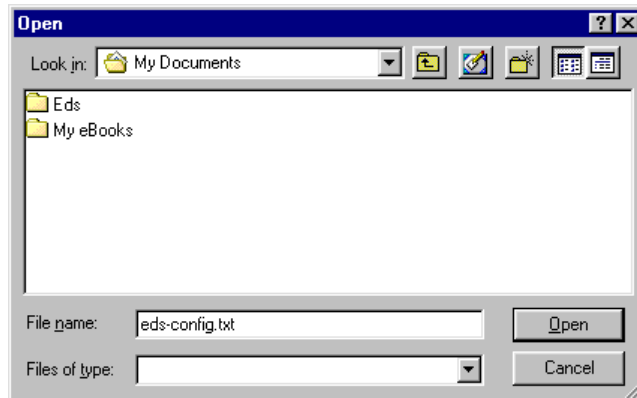 Open
Look in: My Documents
Eds
My eBooks
File name: eds-config.txt Open
Files of type: Cancel